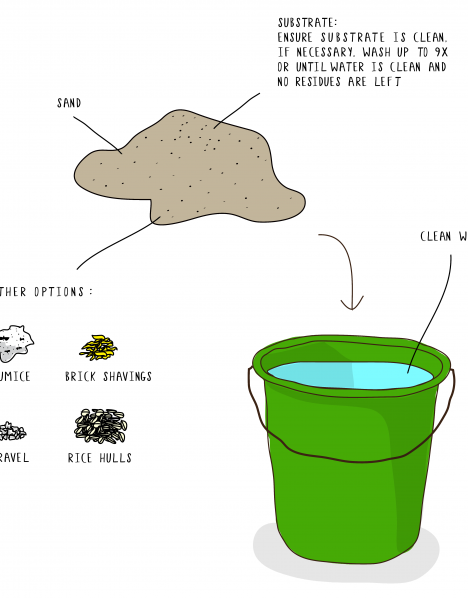 SUBSTRATE:
ENSURE SUBSTRATE IS CLEAN.
IF NECESSARY, WASH UP TO 9X
OR UNTIL WATER IS CLEAN AND
NO RESIDUES ARE LEFT
SAND
CLEAN W
THER OPTIONS:
UMICE
BRICK SHAVINGS
RAVEL
RICE HULLS